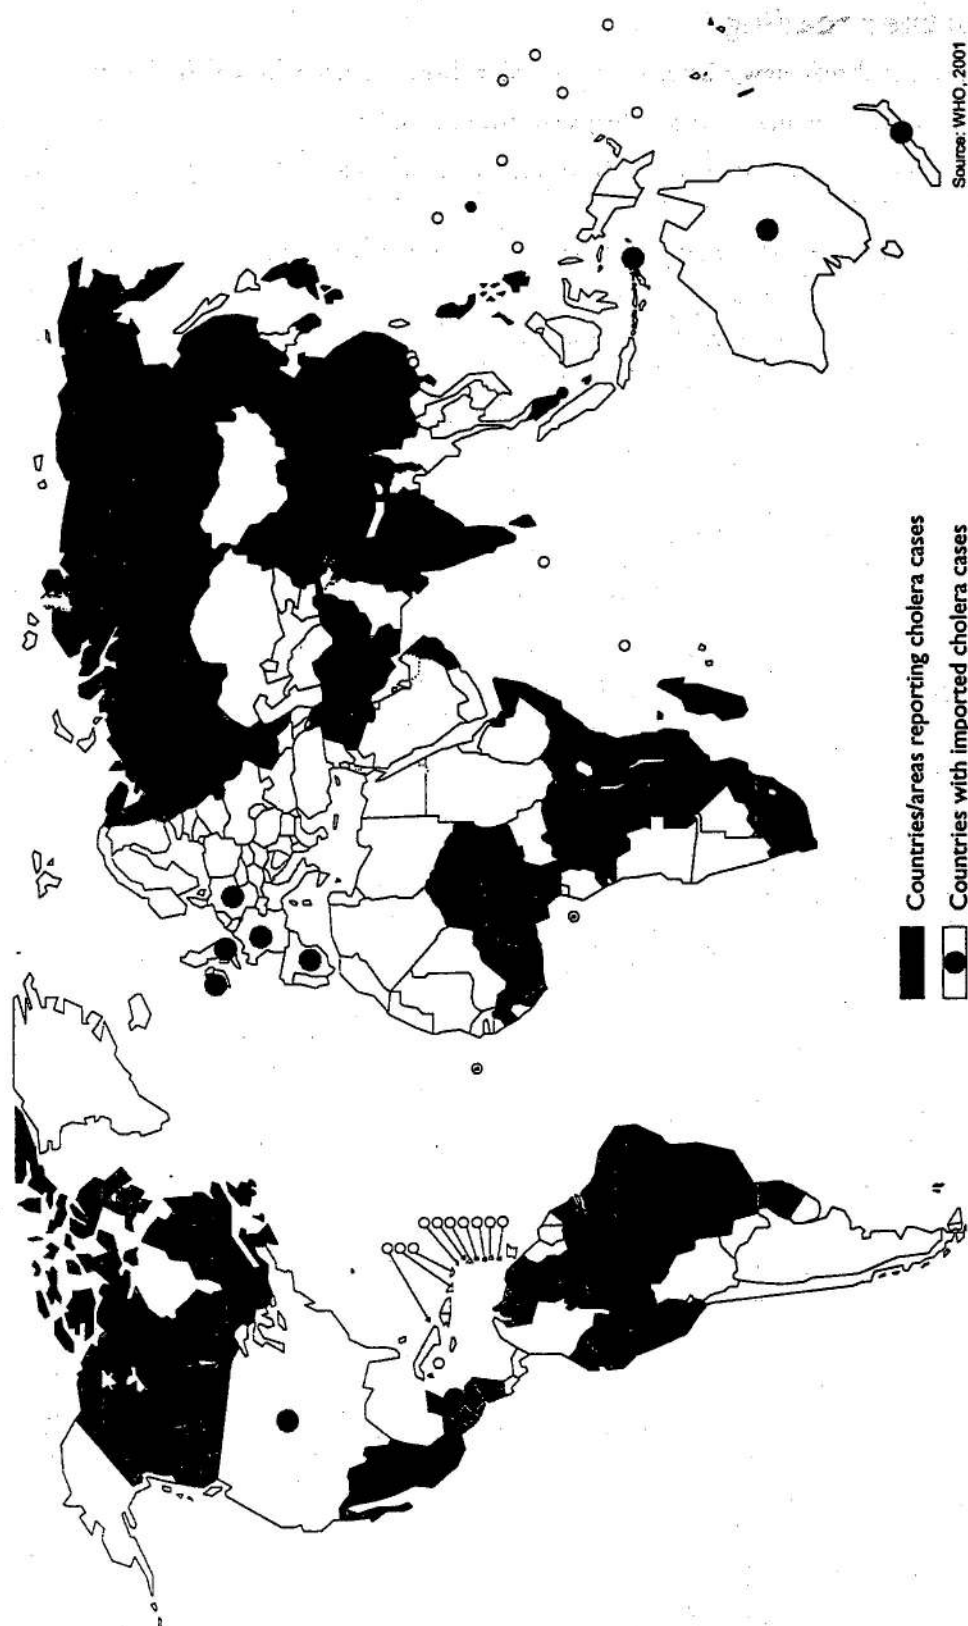 Countries/areas reporting cholera cases
Countries with imported cholera cases
Source: WHO, 2001